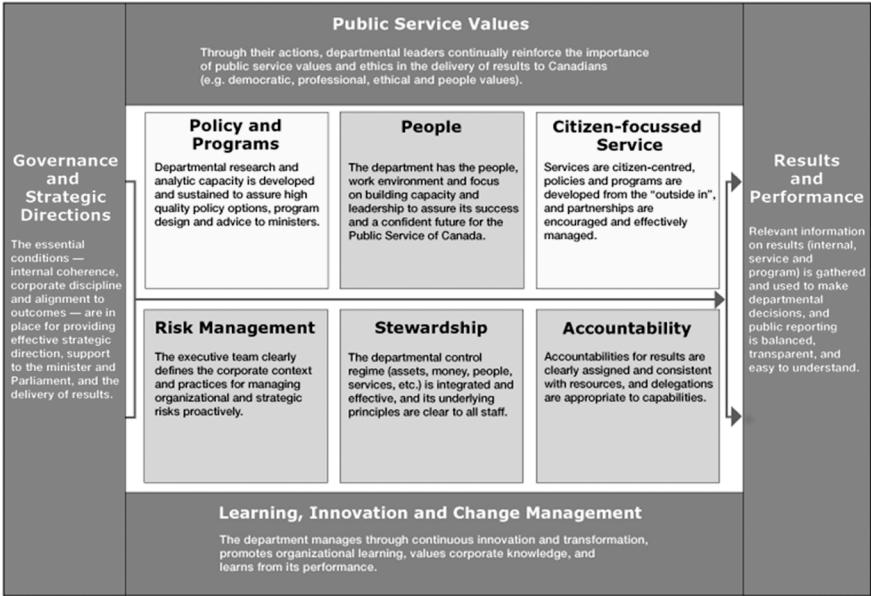 Public Service Values
Through their actions, departmental leaders continually reinforce the importance
of public service values and ethics in the delivery of results to Canadians
(e.g. democratic, professional, ethical and people values).
Governance
and
Strategic
Directions
The essential
conditions —
internal coherence,
corporate discipline
and alignment to
outcomes — are in
place for providing
effective strategic
direction, support
to the minister and
Parliament, and the
delivery of results.
Policy and
Programs
Departmental research and
analytic capacity is developed
and sustained to assure high
quality policy options, program
design and advice to ministers.
People
The department has the people,
work environment and focus
on building capacity and
leadership to assure its success
and a confident future for the
Public Service of Canada.
Citizen-focussed
Service
Services are citizen-centred,
policies and programs are
developed from the “outside in”,
and partnerships are
encouraged and effectively
managed.
Risk Management
The executive team clearly
defines the corporate context
and practices for managing
organizational and strategic
risks proactively.
Stewardship
The departmental control
regime (assets, money, people,
services, etc.) is integrated and
effective, and its underlying
principles are clear to all staff.
Accountability
Accountabilities for results are
clearly assigned and consistent
with resources, and delegations
are appropriate to capabilities.
Results
and
Performance
Relevant information
on results (internal,
service and
program) is gathered
and used to make
departmental
decisions, and
public reporting
is balanced,
transparent, and
easy to understand.
Learning, Innovation and Change Management
The department manages through continuous innovation and transformation,
promotes organizational learning, values corporate knowledge, and
learns from its performance.